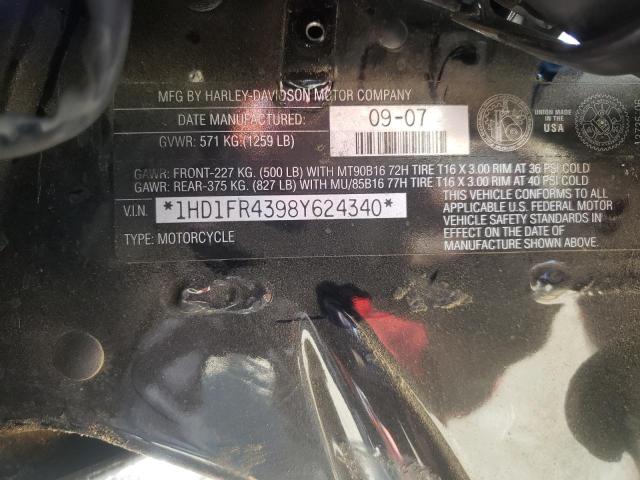 MFG BY HARLEY-DAVIDSON MOTOR COMPANY
DATE MANUFACTURED: 09-07
GVWR: 571 KG (1259 LB)
UNION MADE IN THE USA
GAWR: FRONT-227 KG. (500 LB) WITH MT90B16 72H TIRE T16 X 3.00 RIM AT 36 PSI COLD
GAWR: REAR-375 KG. (827 LB) WITH MU/85B16 77H TIRE T16 X 3.00 RIM AT 40 PSI COLD
THIS VEHICLE CONFORMS TO ALL
APPLICABLE U.S. FEDERAL MOTOR
VEHICLE SAFETY STANDARDS IN
EFFECT ON THE DATE OF
MANUFACTURE SHOWN ABOVE.
V.I.N. *1HD1FR4398Y624340*
TYPE: MOTORCYCLE